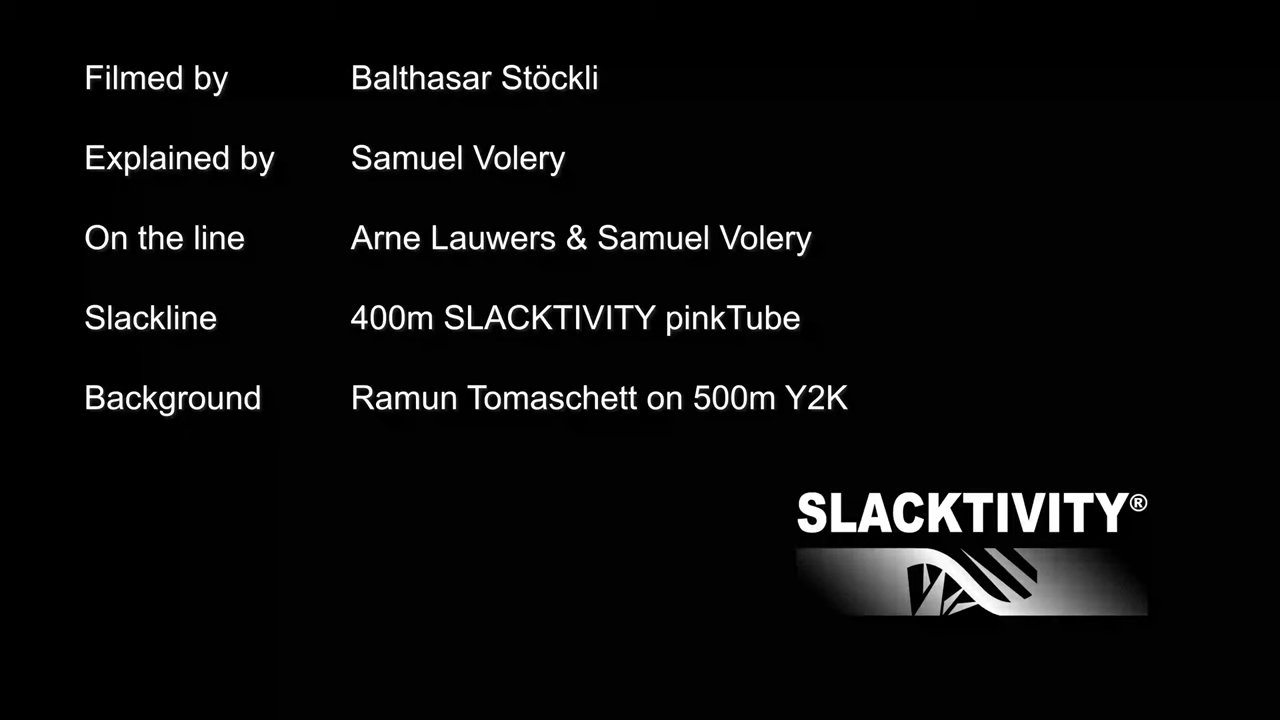 Filmed by Balthasar Stöckli
Explained by Samuel Volery
On the line Arne Lauwers & Samuel Volery
Slackline 400m SLACKTIVITY pinkTube
Background Ramun Tomaschett on 500m Y2K
SLACKTIVITY®